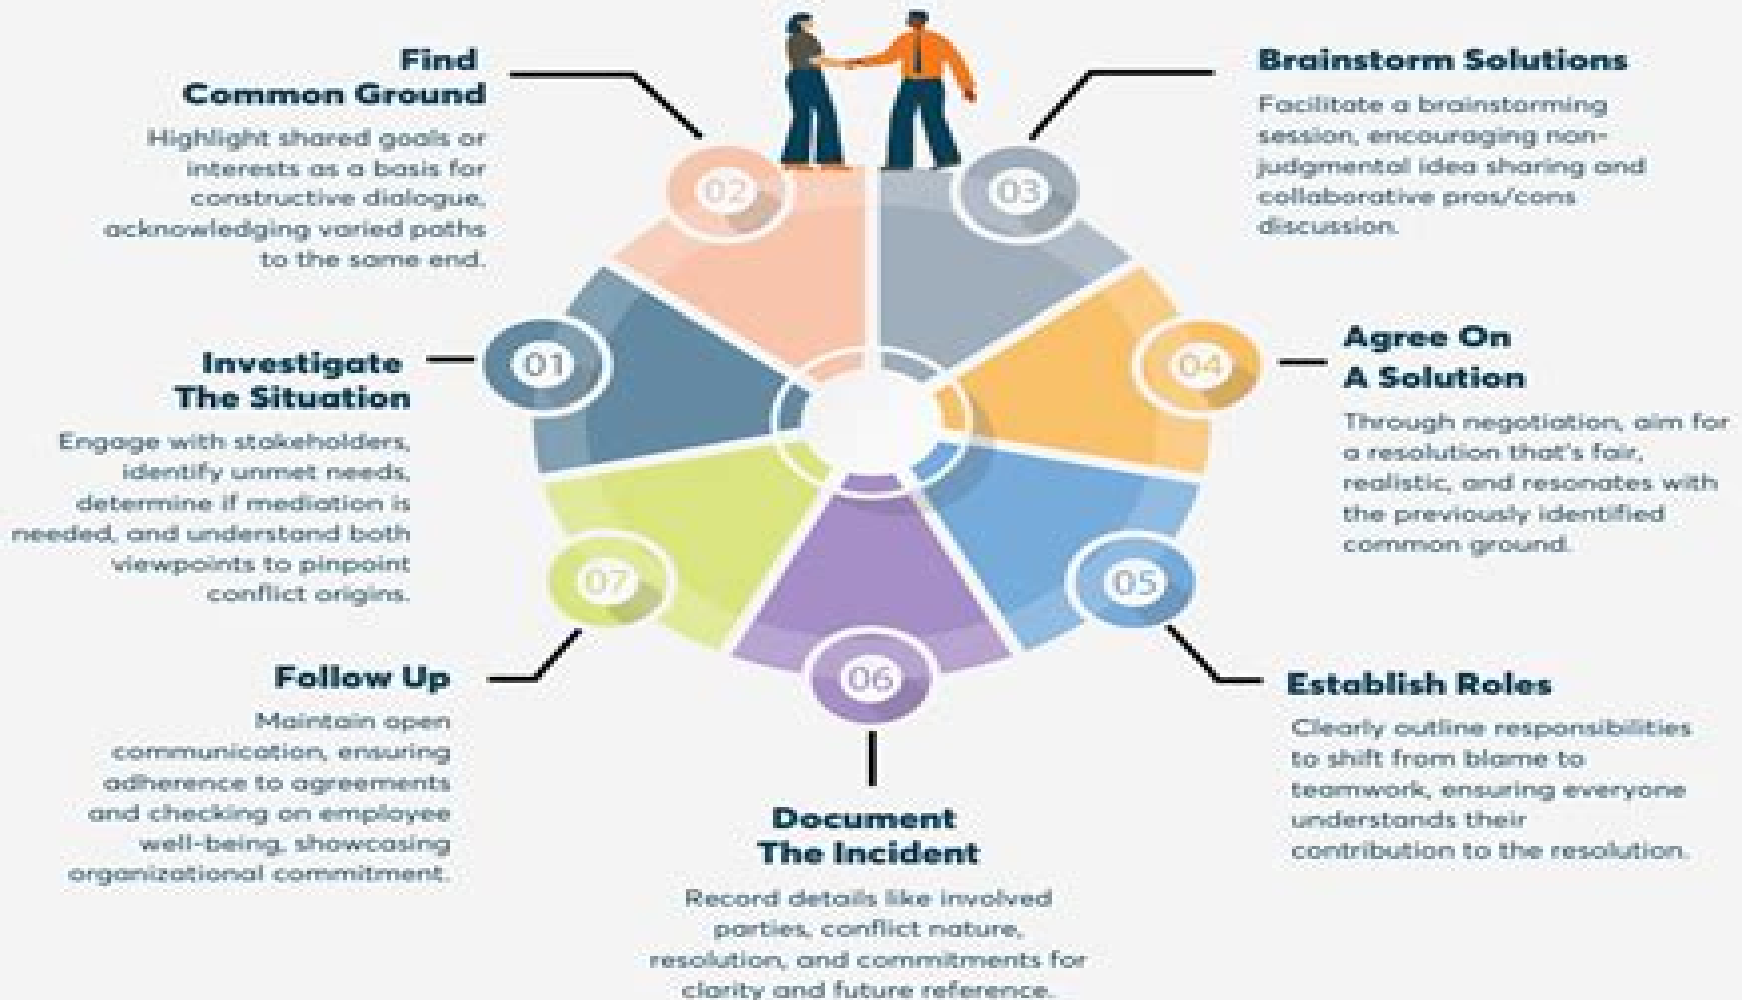 01
Investigate
The Situation
Engage with stakeholders,
identify unmet needs,
determine if mediation is
needed, and understand both
viewpoints to pinpoint
conflict origins.
02
Find
Common Ground
Highlight shared goals or
interests as a basis for
constructive dialogue,
acknowledging varied paths
to the same end.
03
Brainstorm Solutions
Facilitate a brainstorming
session, encouraging non-
judgmental idea sharing and
collaborative pros/cons
discussion.
04
Agree On
A Solution
Through negotiation, aim for
a resolution that's fair,
realistic, and resonates with
the previously identified
common ground.
05
Establish Roles
Clearly outline responsibilities
to shift from blame to
teamwork, ensuring everyone
understands their
contribution to the resolution.
06
Document
The Incident
Record details like involved
parties, conflict nature,
resolution, and commitments for
clarity and future reference.
07
Follow Up
Maintain open
communication, ensuring
adherence to agreements
and checking on employee
well-being, showcasing
organizational commitment.